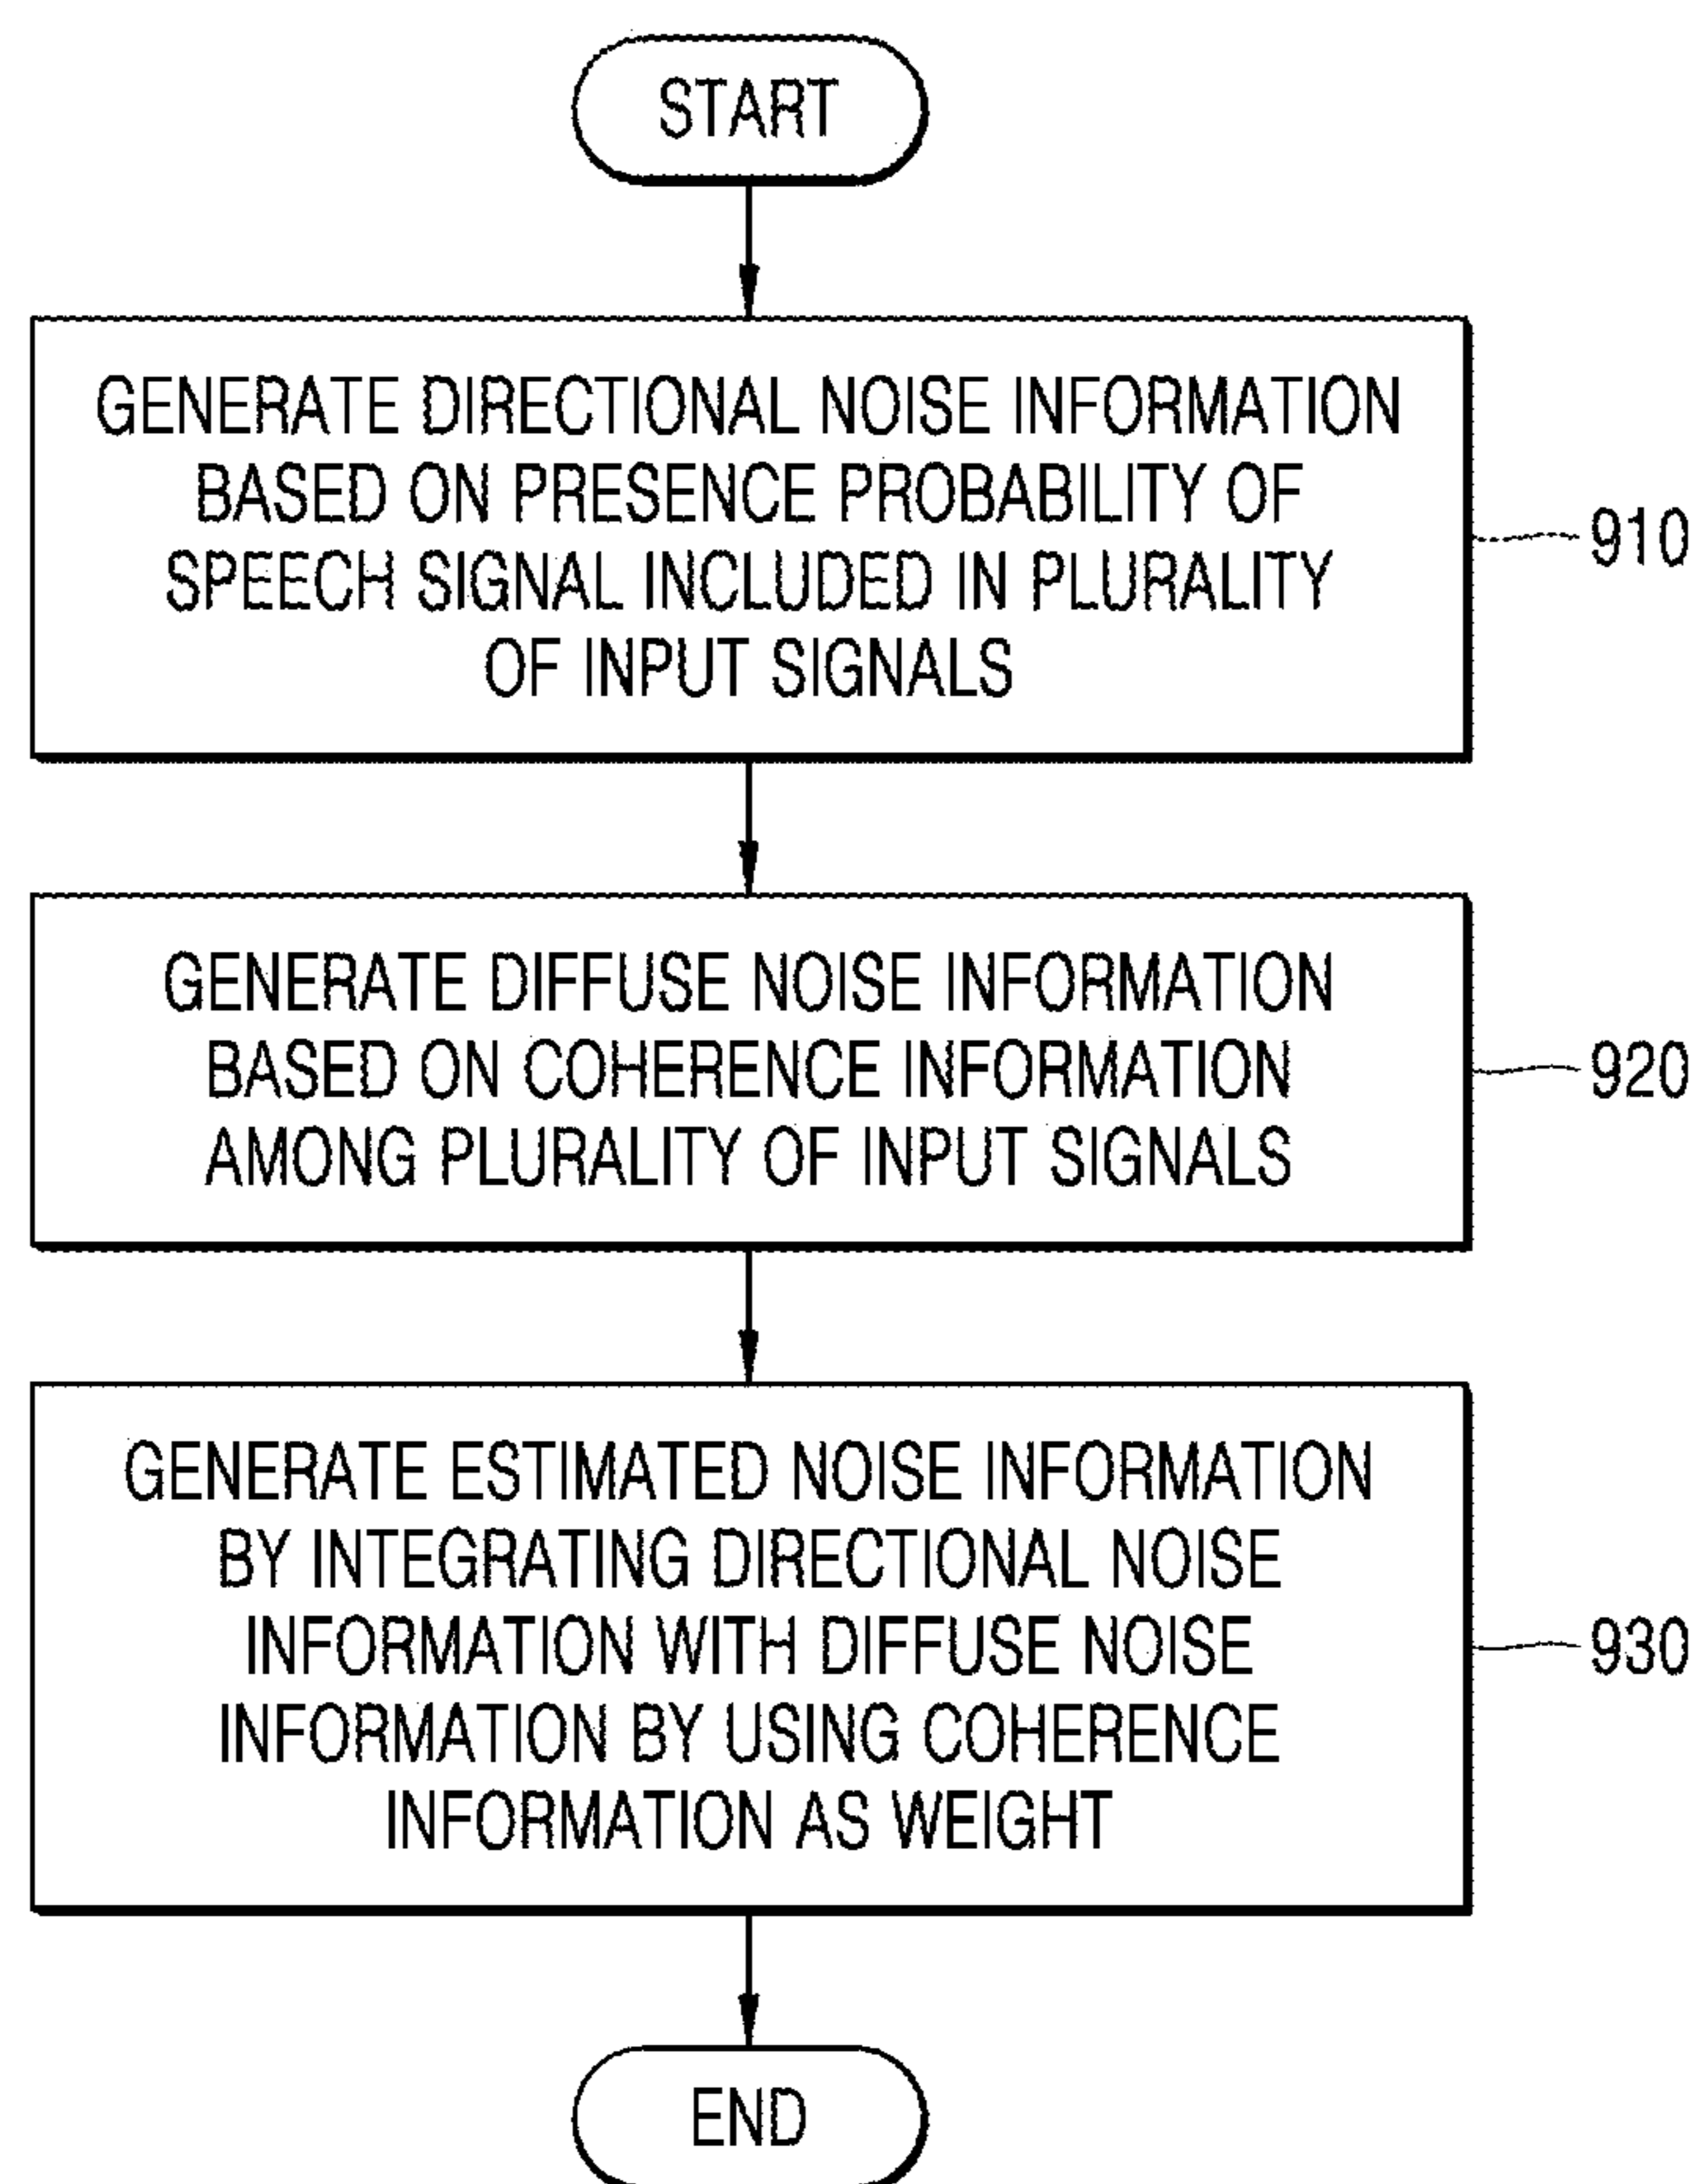 START
GENERATE DIRECTIONAL NOISE INFORMATION
BASED ON PRESENCE PROBABILITY OF
SPEECH SIGNAL INCLUDED IN PLURALITY
OF INPUT SIGNALS
910
GENERATE DIFFUSE NOISE INFORMATION
BASED ON COHERENCE INFORMATION
AMONG PLURALITY OF INPUT SIGNALS
920
GENERATE ESTIMATED NOISE INFORMATION
BY INTEGRATING DIRECTIONAL NOISE
INFORMATION WITH DIFFUSE NOISE
INFORMATION BY USING COHERENCE
INFORMATION AS WEIGHT
930
END